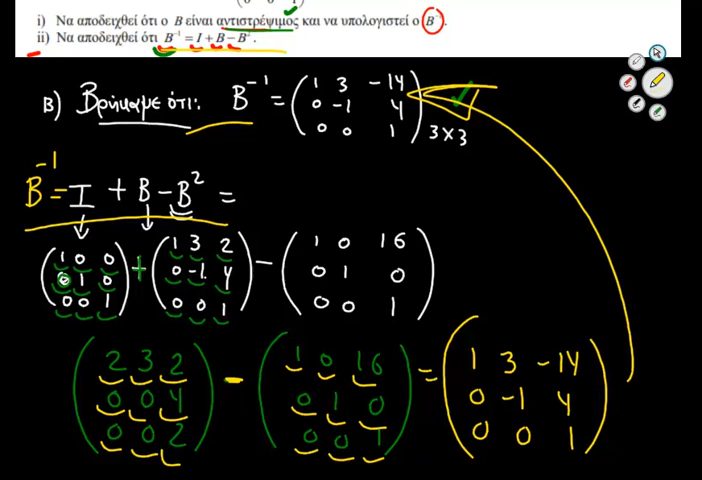 i) Να αποδειχθεί ότι ο B είναι αντιστρέψιμος και να υπολογιστεί ο B⁻¹.
ii) Να αποδειχθεί ότι B⁻¹ = I + B − B².
B) Βρήκαμε ότι: B⁻¹ = ( 1 3 -14
0 -1 4
0 0 1 ) 3x3
B⁻¹ = I + B - B² =
( 1 0 0 + ( 1 3 2 - ( 1 0 16
0 1 0 0 -1 4 0 1 0
0 0 1 ) 0 0 1 ) 0 0 1 )
( 2 3 2 - ( 1 0 16 = ( 1 3 -14
0 0 4 0 1 0 0 -1 4
0 0 2 ) 0 0 1 ) 0 0 1 )